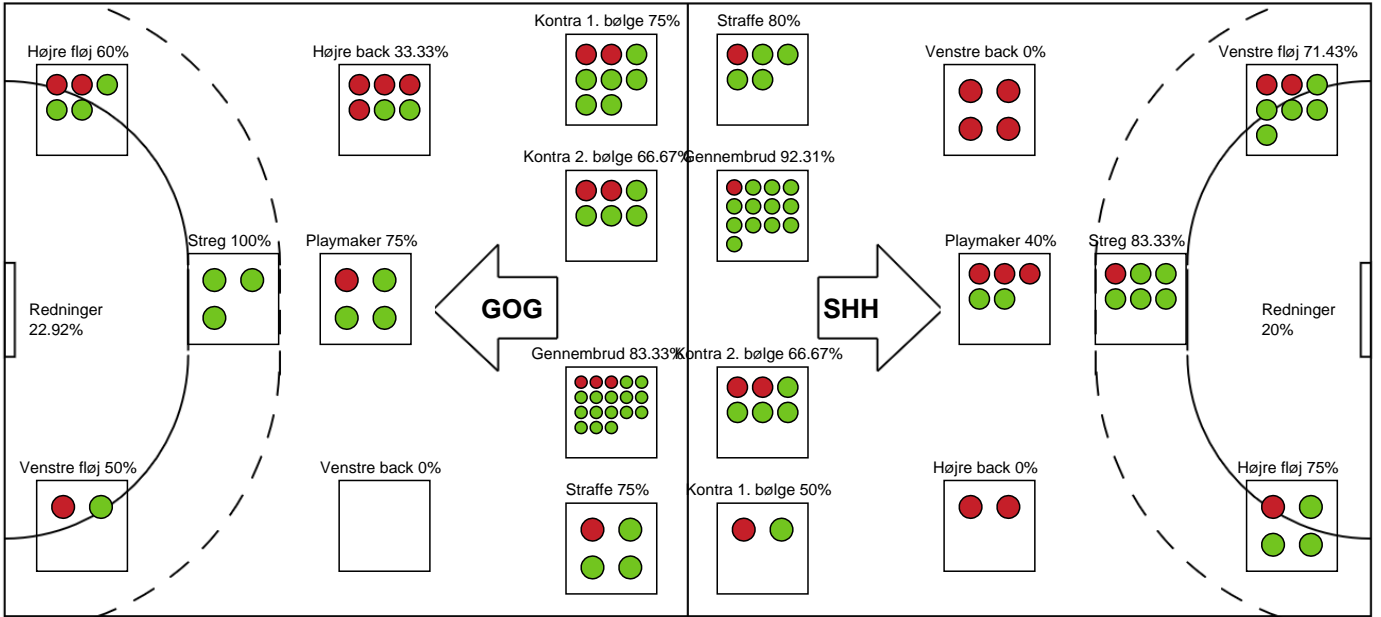 Kontra 1. bølge 75%
Straffe 80%
Højre fløj 60%
Højre back 33.33%
Venstre back 0%
Venstre fløj 71.43%
Kontra 2. bølge 66.67%
Gennembrud 92.31%
Streg 100%
Playmaker 75%
Playmaker 40%
Streg 83.33%
Redninger
22.92%
GOG
SHH
Redninger
20%
Gennembrud 83.33%
Kontra 2. bølge 66.67%
Venstre fløj 50%
Venstre back 0%
Straffe 75%
Kontra 1. bølge 50%
Højre back 0%
Højre fløj 75%